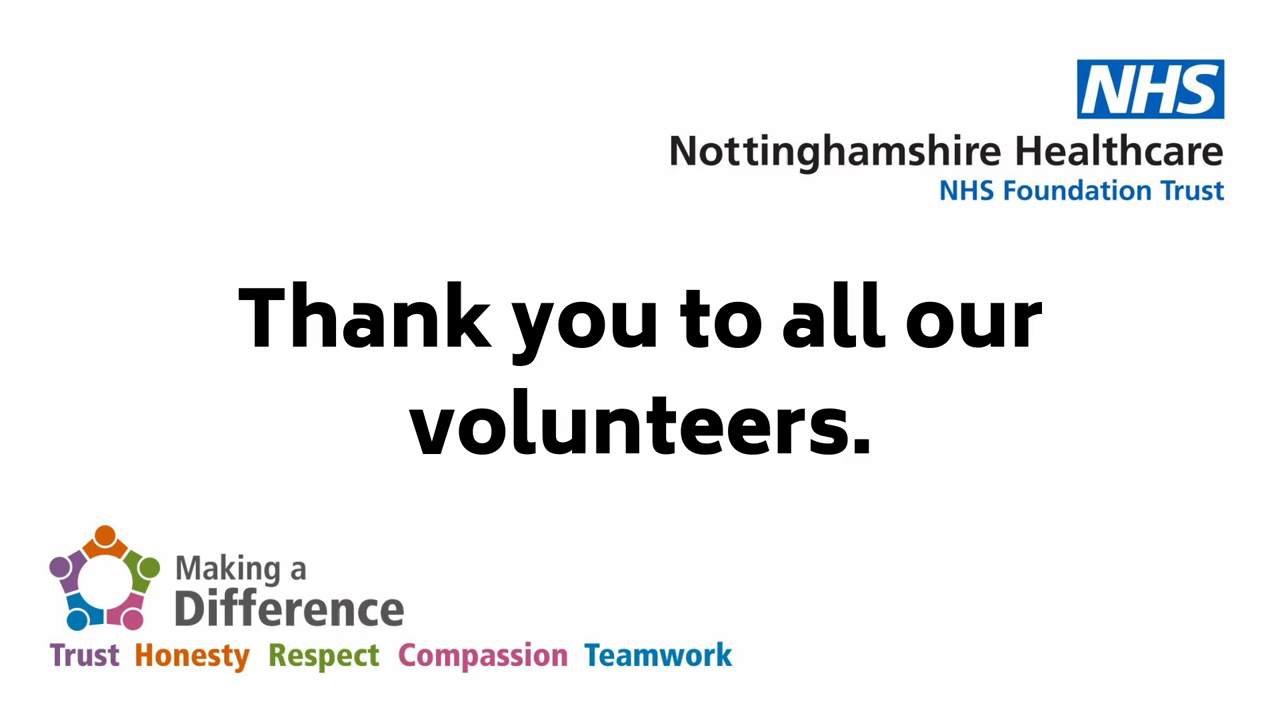 NHS
Nottinghamshire Healthcare
NHS Foundation Trust
Thank you to all our
volunteers.
Making a
Difference
Trust Honesty Respect Compassion Teamwork